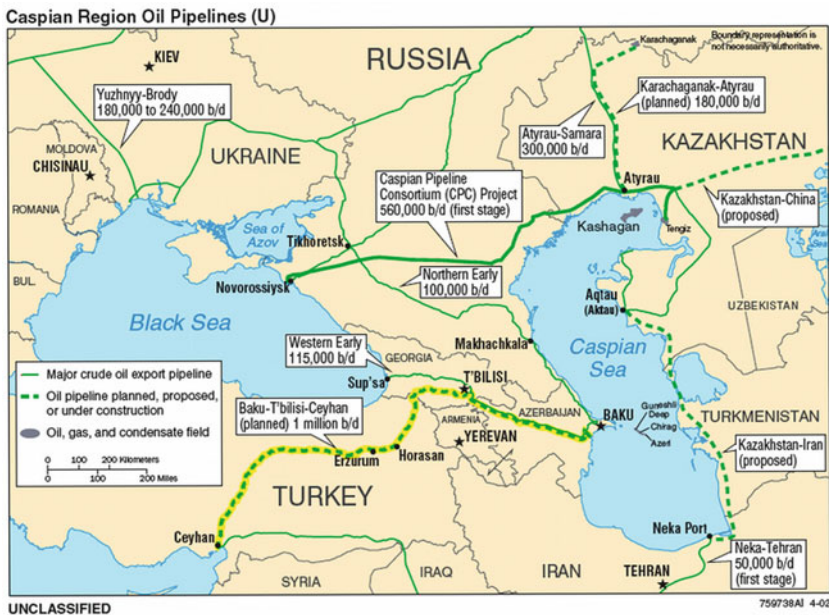 Caspian Region Oil Pipelines (U)
Boundary representation is
not necessarily authoritative.
Karachaganak
KIEV
RUSSIA
Yuzhnyy-Brody
180,000 to 240,000 b/d
Karachaganak-Atyrau
(planned) 180,000 b/d
Atyrau-Samara
300,000 b/d
KAZAKHSTAN
MOLDOVA
CHISINAU
UKRAINE
Caspian Pipeline
Consortium (CPC) Project
560,000 b/d (first stage)
Atyrau
Kazakhstan-China
(proposed)
ROMANIA
Sea of
Azov
Kashagan
Tengiz
Tikhoretsk
Northern Early
100,000 b/d
Novorossiysk
BUL.
Aqtau
(Aktau)
UZBEKISTAN
Black Sea
Caspian
Sea
Makhachkala
Western Early
115,000 b/d
GEORGIA
Sup'sa
T'BILISI
Major crude oil export pipeline
Oil pipeline planned, proposed,
or under construction
Oil, gas, and condensate field
0 100 200 Kilometers
0 100 200 Miles
Baku-T'bilisi-Ceyhan
(planned) 1 million b/d
AZERBAIJAN
ARMENIA
YEREVAN
BAKU
Guneshli
Deep
Chirag
Azeri
TURKMENISTAN
Erzurum
Horasan
Kazakhstan-Iran
(proposed)
TURKEY
Ceyhan
Neka Port
Neka-Tehran
50,000 b/d
(first stage)
SYRIA
IRAQ
IRAN
TEHRAN
UNCLASSIFIED